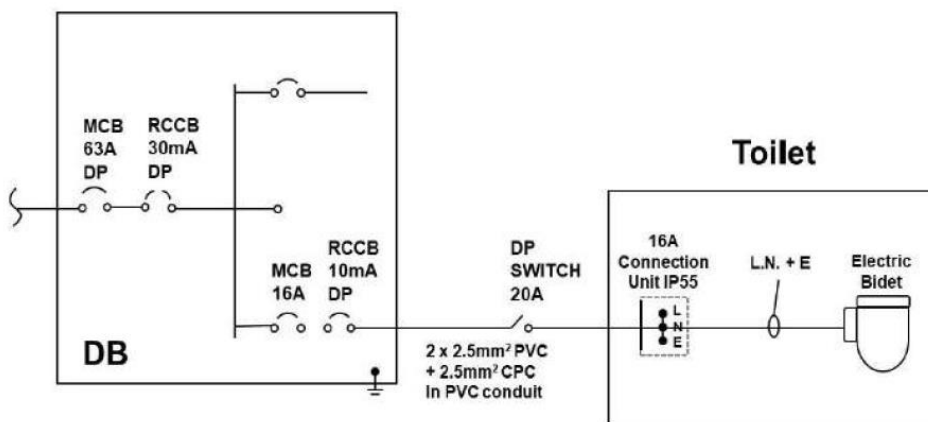 MCB
63A
DP
RCCB
30mA
DP
MCB
16A
RCCB
10mA
DP
DB
DP
SWITCH
20A
2 x 2.5mm² PVC
+ 2.5mm² CPC
In PVC conduit
Toilet
16A
Connection
Unit IP55
L
N
E
L.N. + E
Electric
Bidet